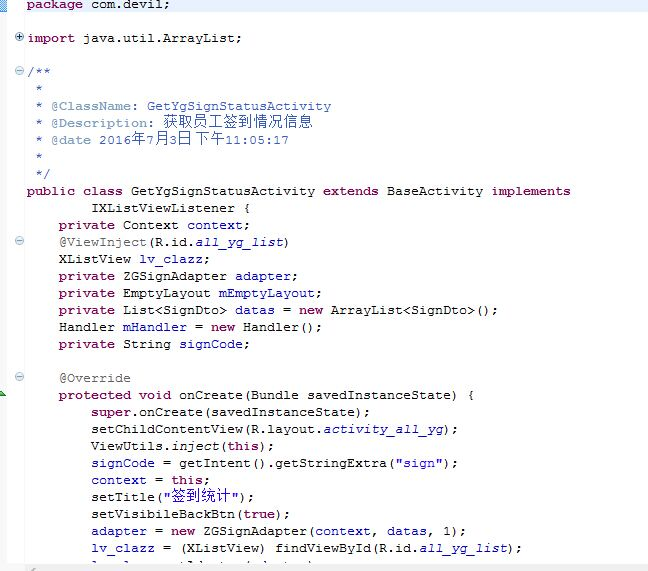 package com.devil;
import java.util.ArrayList;
/**
*
* @ClassName: GetYgSignStatusActivity
* @Description: 获取员工签到情况信息
* @date 2016年7月3日 下午11:05:17
*
*/
public class GetYgSignStatusActivity extends BaseActivity implements
IXListViewListener {
private Context context;
@ViewInject(R.id.all_yg_list)
XListView lv_clazz;
private ZGSignAdapter adapter;
private EmptyLayout mEmptyLayout;
private List<SignDto> datas = new ArrayList<SignDto>();
Handler mHandler = new Handler();
private String signCode;
@Override
protected void onCreate(Bundle savedInstanceState) {
super.onCreate(savedInstanceState);
setChildContentView(R.layout.activity_all_yg);
ViewUtils.inject(this);
signCode = getIntent().getStringExtra("sign");
context = this;
setTitle("签到统计");
setVisibileBackBtn(true);
adapter = new ZGSignAdapter(context, datas, 1);
lv_clazz = (XListView) findViewById(R.id.all_yg_list);